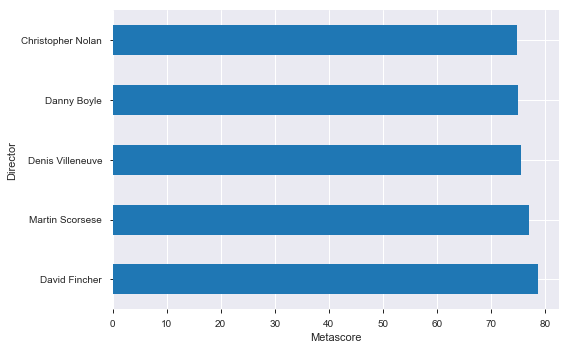 Christopher Nolan
Danny Boyle
Denis Villeneuve
Martin Scorsese
David Fincher
Director
0 10 20 30 40 50 60 70 80
Metascore